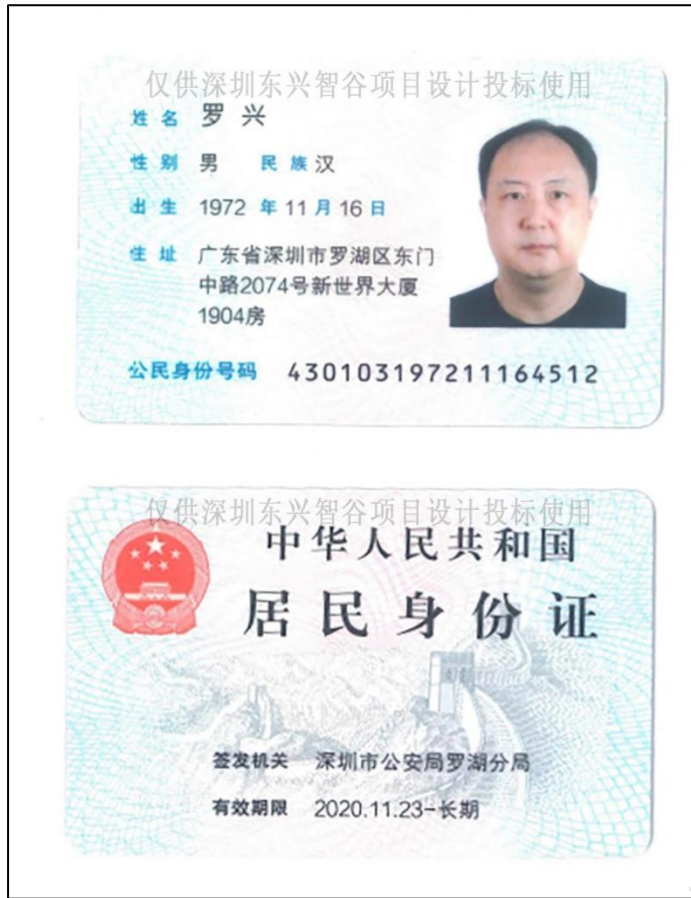 仅供深圳东兴智谷项目设计投标使用
姓名 罗兴
性别 男 民族 汉
出生 1972 年 11 月 16 日
住址 广东省深圳市罗湖区东门
中路2074号新世界大厦
1904房
公民身份号码 430103197211164512
仅供深圳东兴智谷项目设计投标使用
中华人民共和国
居民身份证
签发机关 深圳市公安局罗湖分局
有效期限 2020.11.23-长期